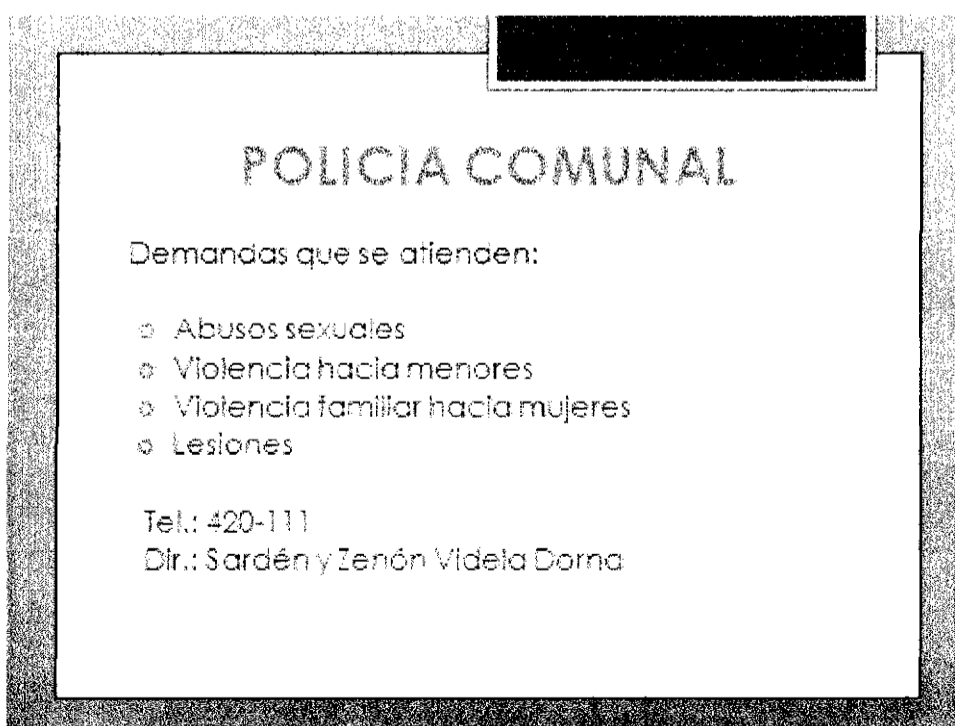 POLICIA COMUNAL
Demandas que se atienden:
Abusos sexuales
Violencia hacia menores
Violencia familiar hacia mujeres
Lesiones
Tel.: 420-111
Dir.: Sardén y Zenón Videla Dorna